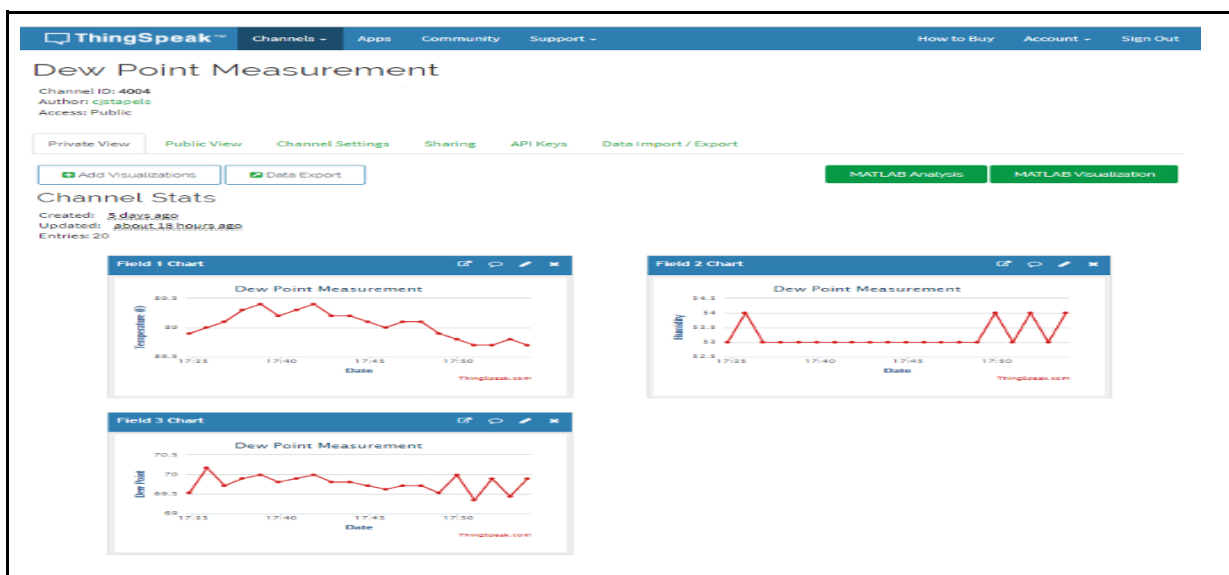 ThingSpeak™ Channels Apps Community Support How to Buy Account Sign Out
Dew Point Measurement
Channel ID: 4004
Author: cjstapels
Access: Public
Private View Public View Channel Settings Sharing API Keys Data Import / Export
Add Visualizations Data Export MATLAB Analysis MATLAB Visualization
Channel Stats
Created: 5 days ago
Updated: about 18 hours ago
Entries: 20
Field 1 Chart
Dew Point Measurement
Temperature (f)
89.5
89
88.5
17:35 17:40 17:45 17:50
Date
ThingSpeak.com
Field 2 Chart
Dew Point Measurement
Humidity
54.5
54
53.5
53
52.5
17:35 17:40 17:45 17:50
Date
ThingSpeak.com
Field 3 Chart
Dew Point Measurement
Dew Point
70.5
70
69.5
69
17:35 17:40 17:45 17:50
Date
ThingSpeak.com